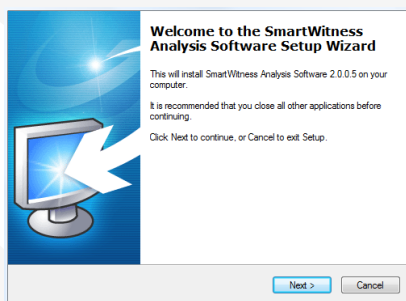 Welcome to the SmartWitness
Analysis Software Setup Wizard
This will install SmartWitness Analysis Software 2.0.0.5 on your
computer.
It is recommended that you close all other applications before
continuing.
Click Next to continue, or Cancel to exit Setup.
Next >
Cancel